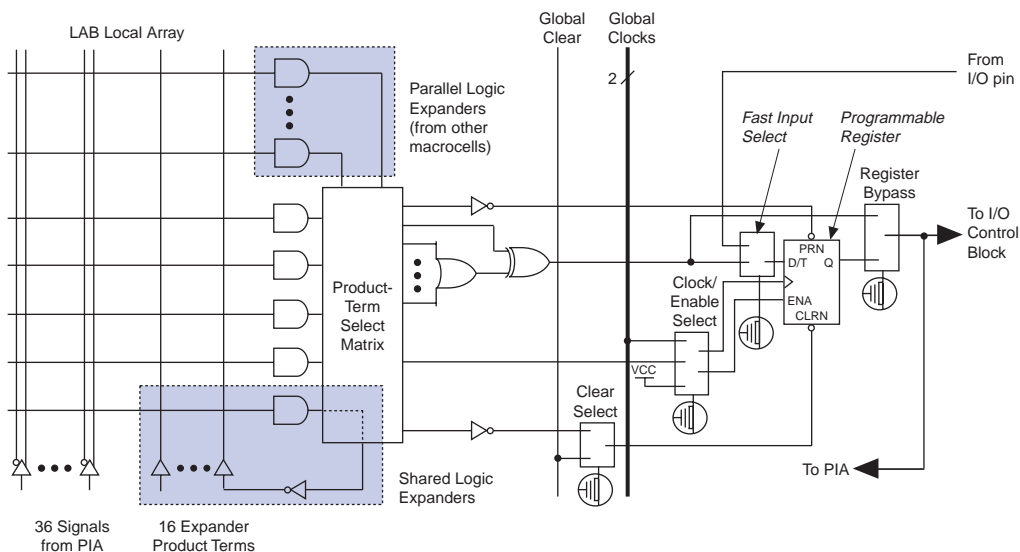 LAB Local Array
Global
Clear
Global
Clocks
2
Parallel Logic
Expanders
(from other
macrocells)
From
I/O pin
Fast Input
Select
Programmable
Register
Register
Bypass
To I/O
Control
Block
PRN
D/T
Q
ENA
CLRN
Product-
Term
Select
Matrix
Clock/
Enable
Select
VCC
Clear
Select
To PIA
Shared Logic
Expanders
36 Signals
from PIA
16 Expander
Product Terms